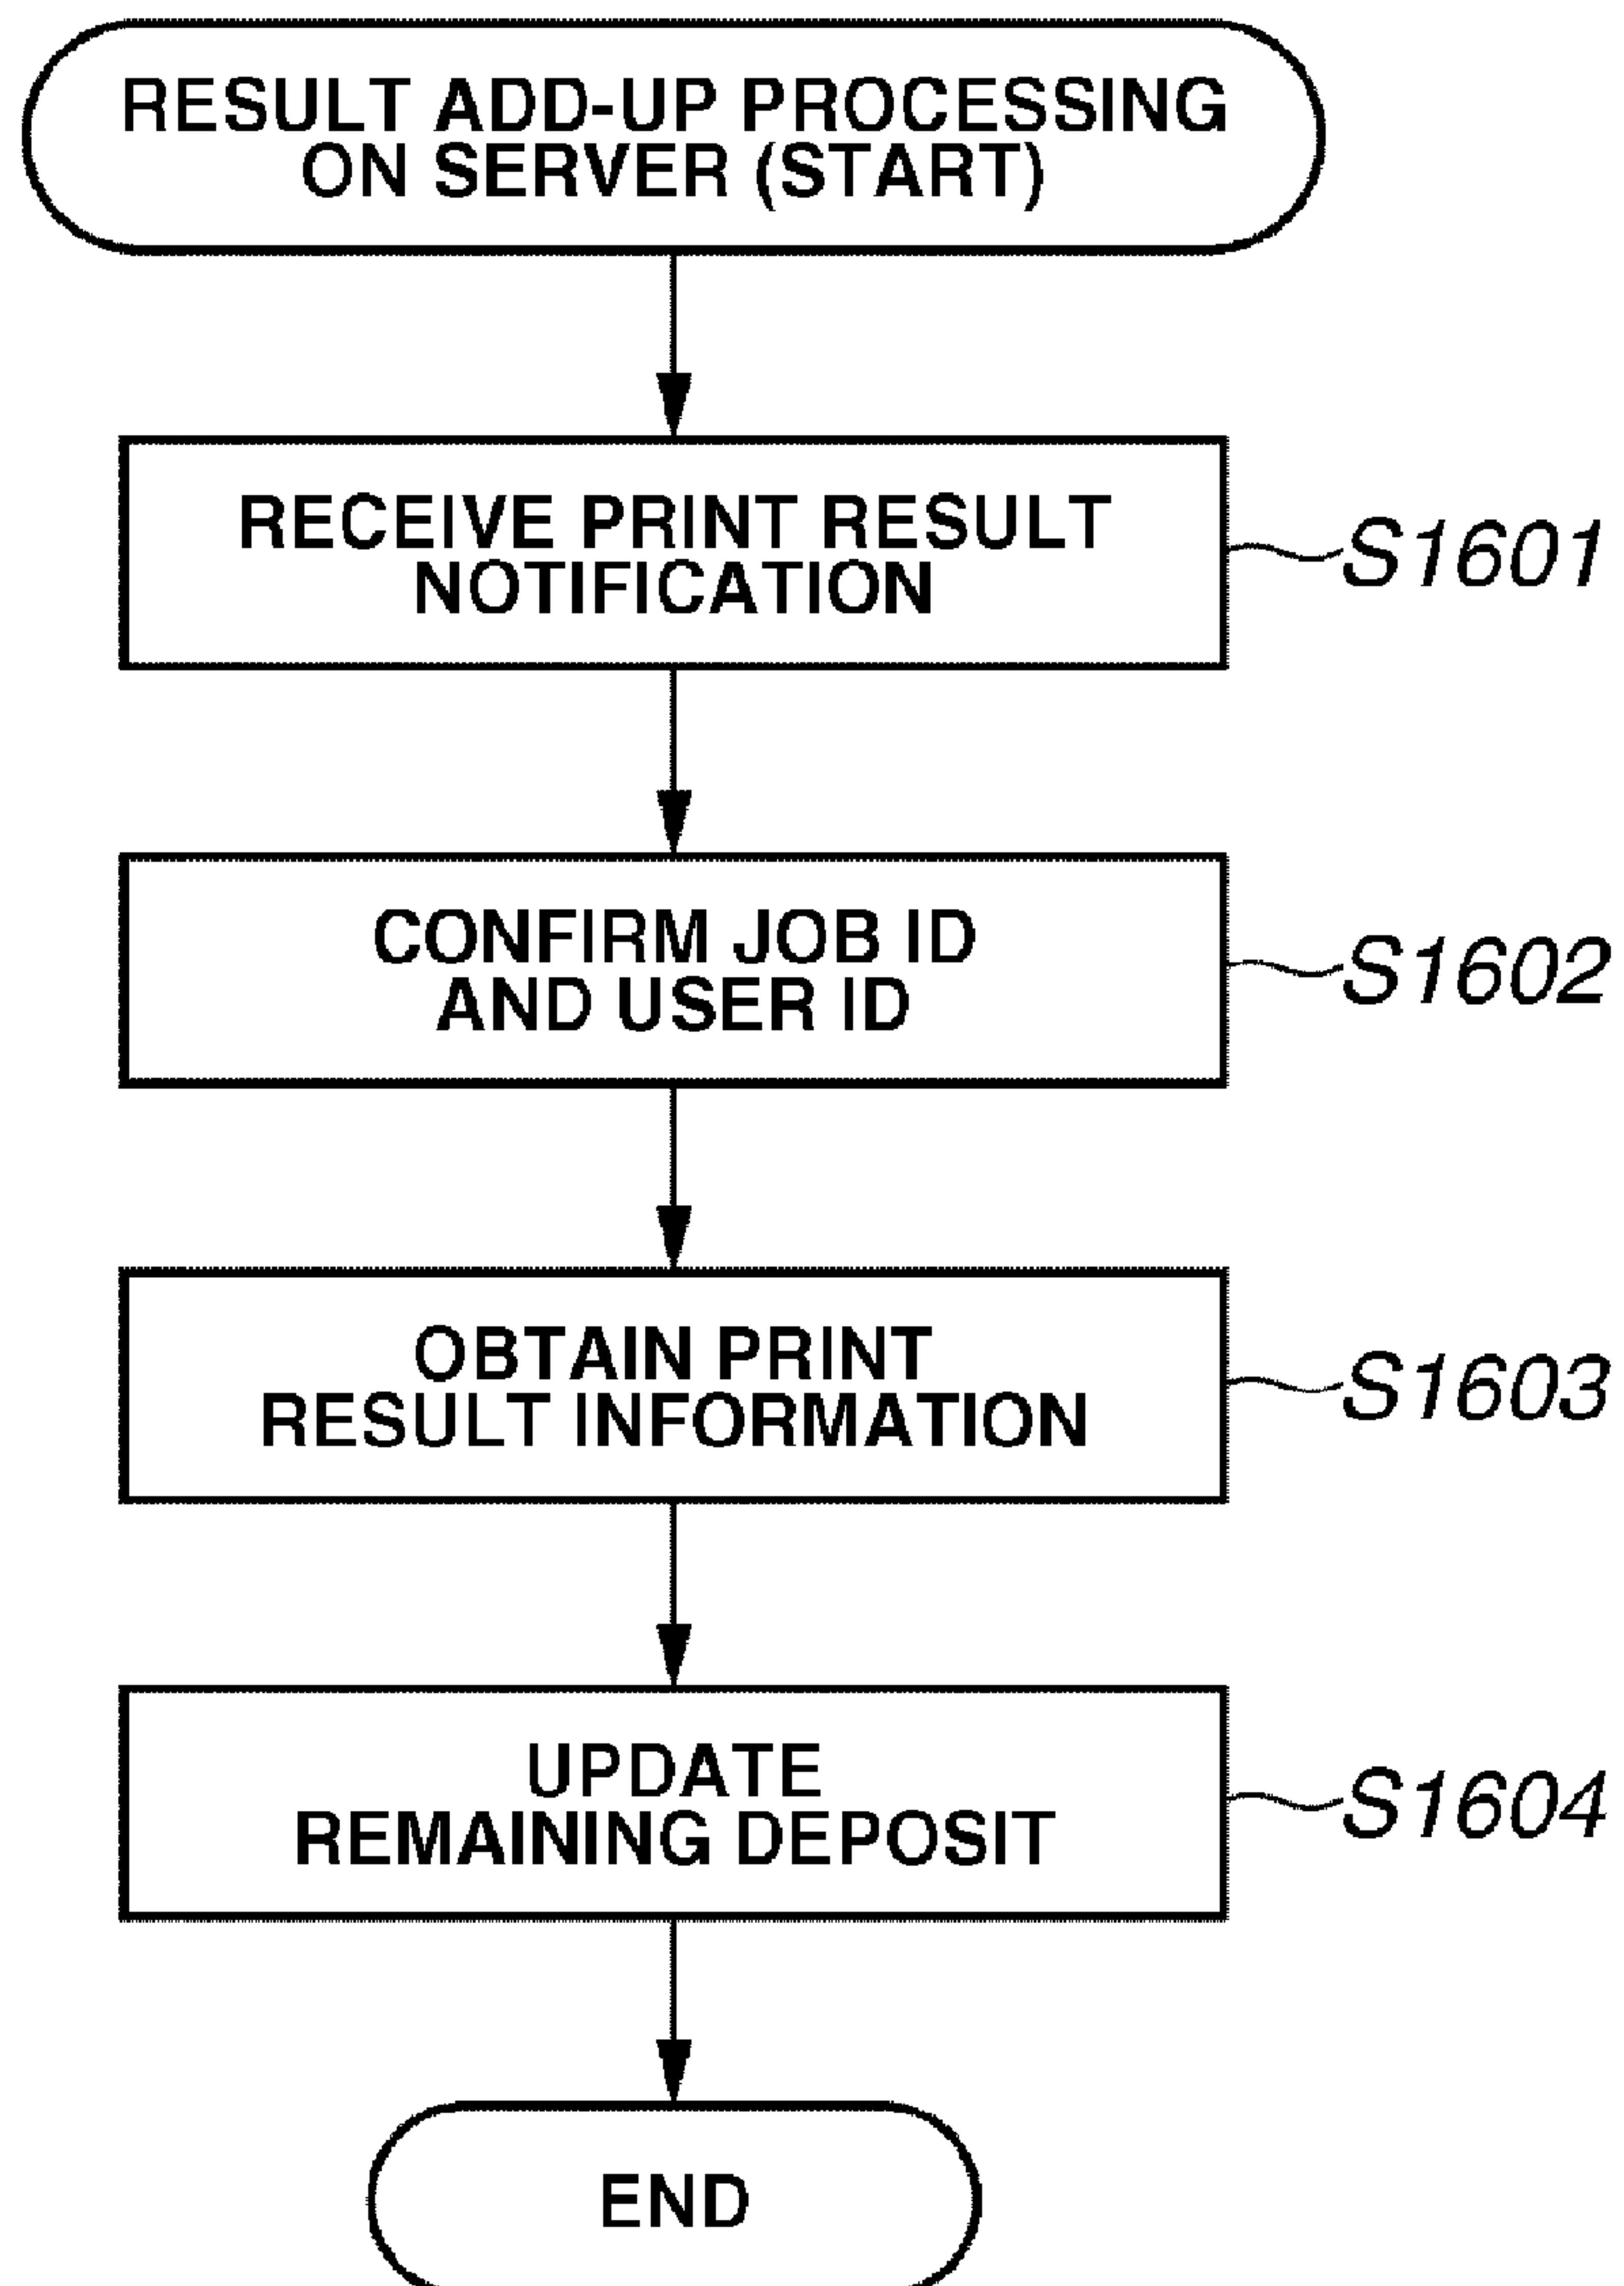 RESULT ADD-UP PROCESSING
ON SERVER (START)
RECEIVE PRINT RESULT
NOTIFICATION
S1601
CONFIRM JOB ID
AND USER ID
S1602
OBTAIN PRINT
RESULT INFORMATION
S1603
UPDATE
REMAINING DEPOSIT
S1604
END